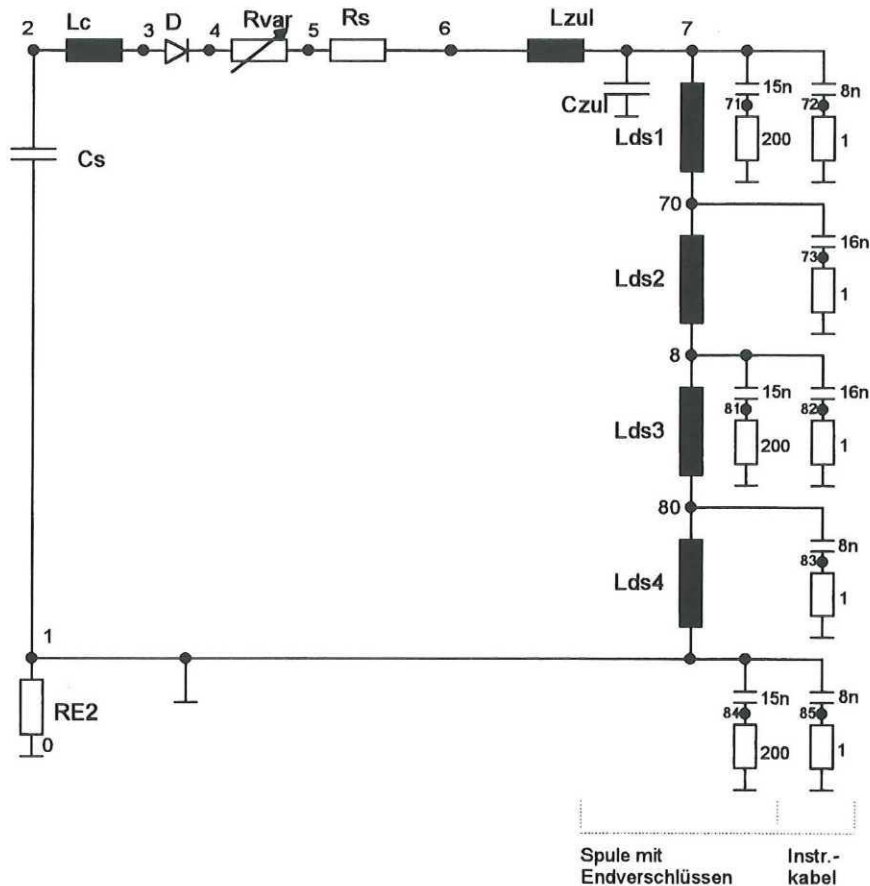 2 Lc 3 D 4 Rvar 5 Rs 6 Lzul 7
Cs
Czul
Lds1
15n 8n
71 72
200 1
70
16n
Lds2 73
1
8
15n 16n
81 82
Lds3
200 1
80
8n
83
Lds4
1
1
RE2
0
15n 8n
84 85
200 1
Spule mit Instr.-
Endverschlüssen kabel